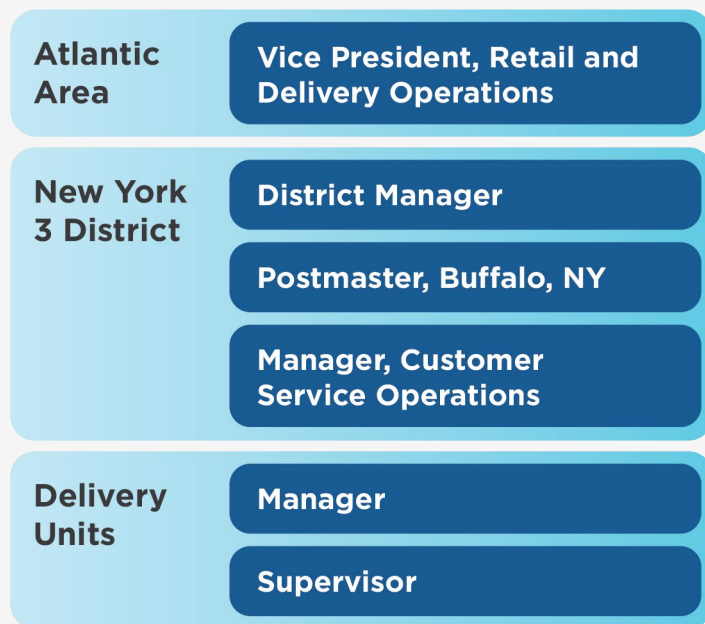 Atlantic
Area
Vice President, Retail and
Delivery Operations
New York
3 District
District Manager
Postmaster, Buffalo, NY
Manager, Customer
Service Operations
Delivery
Units
Manager
Supervisor